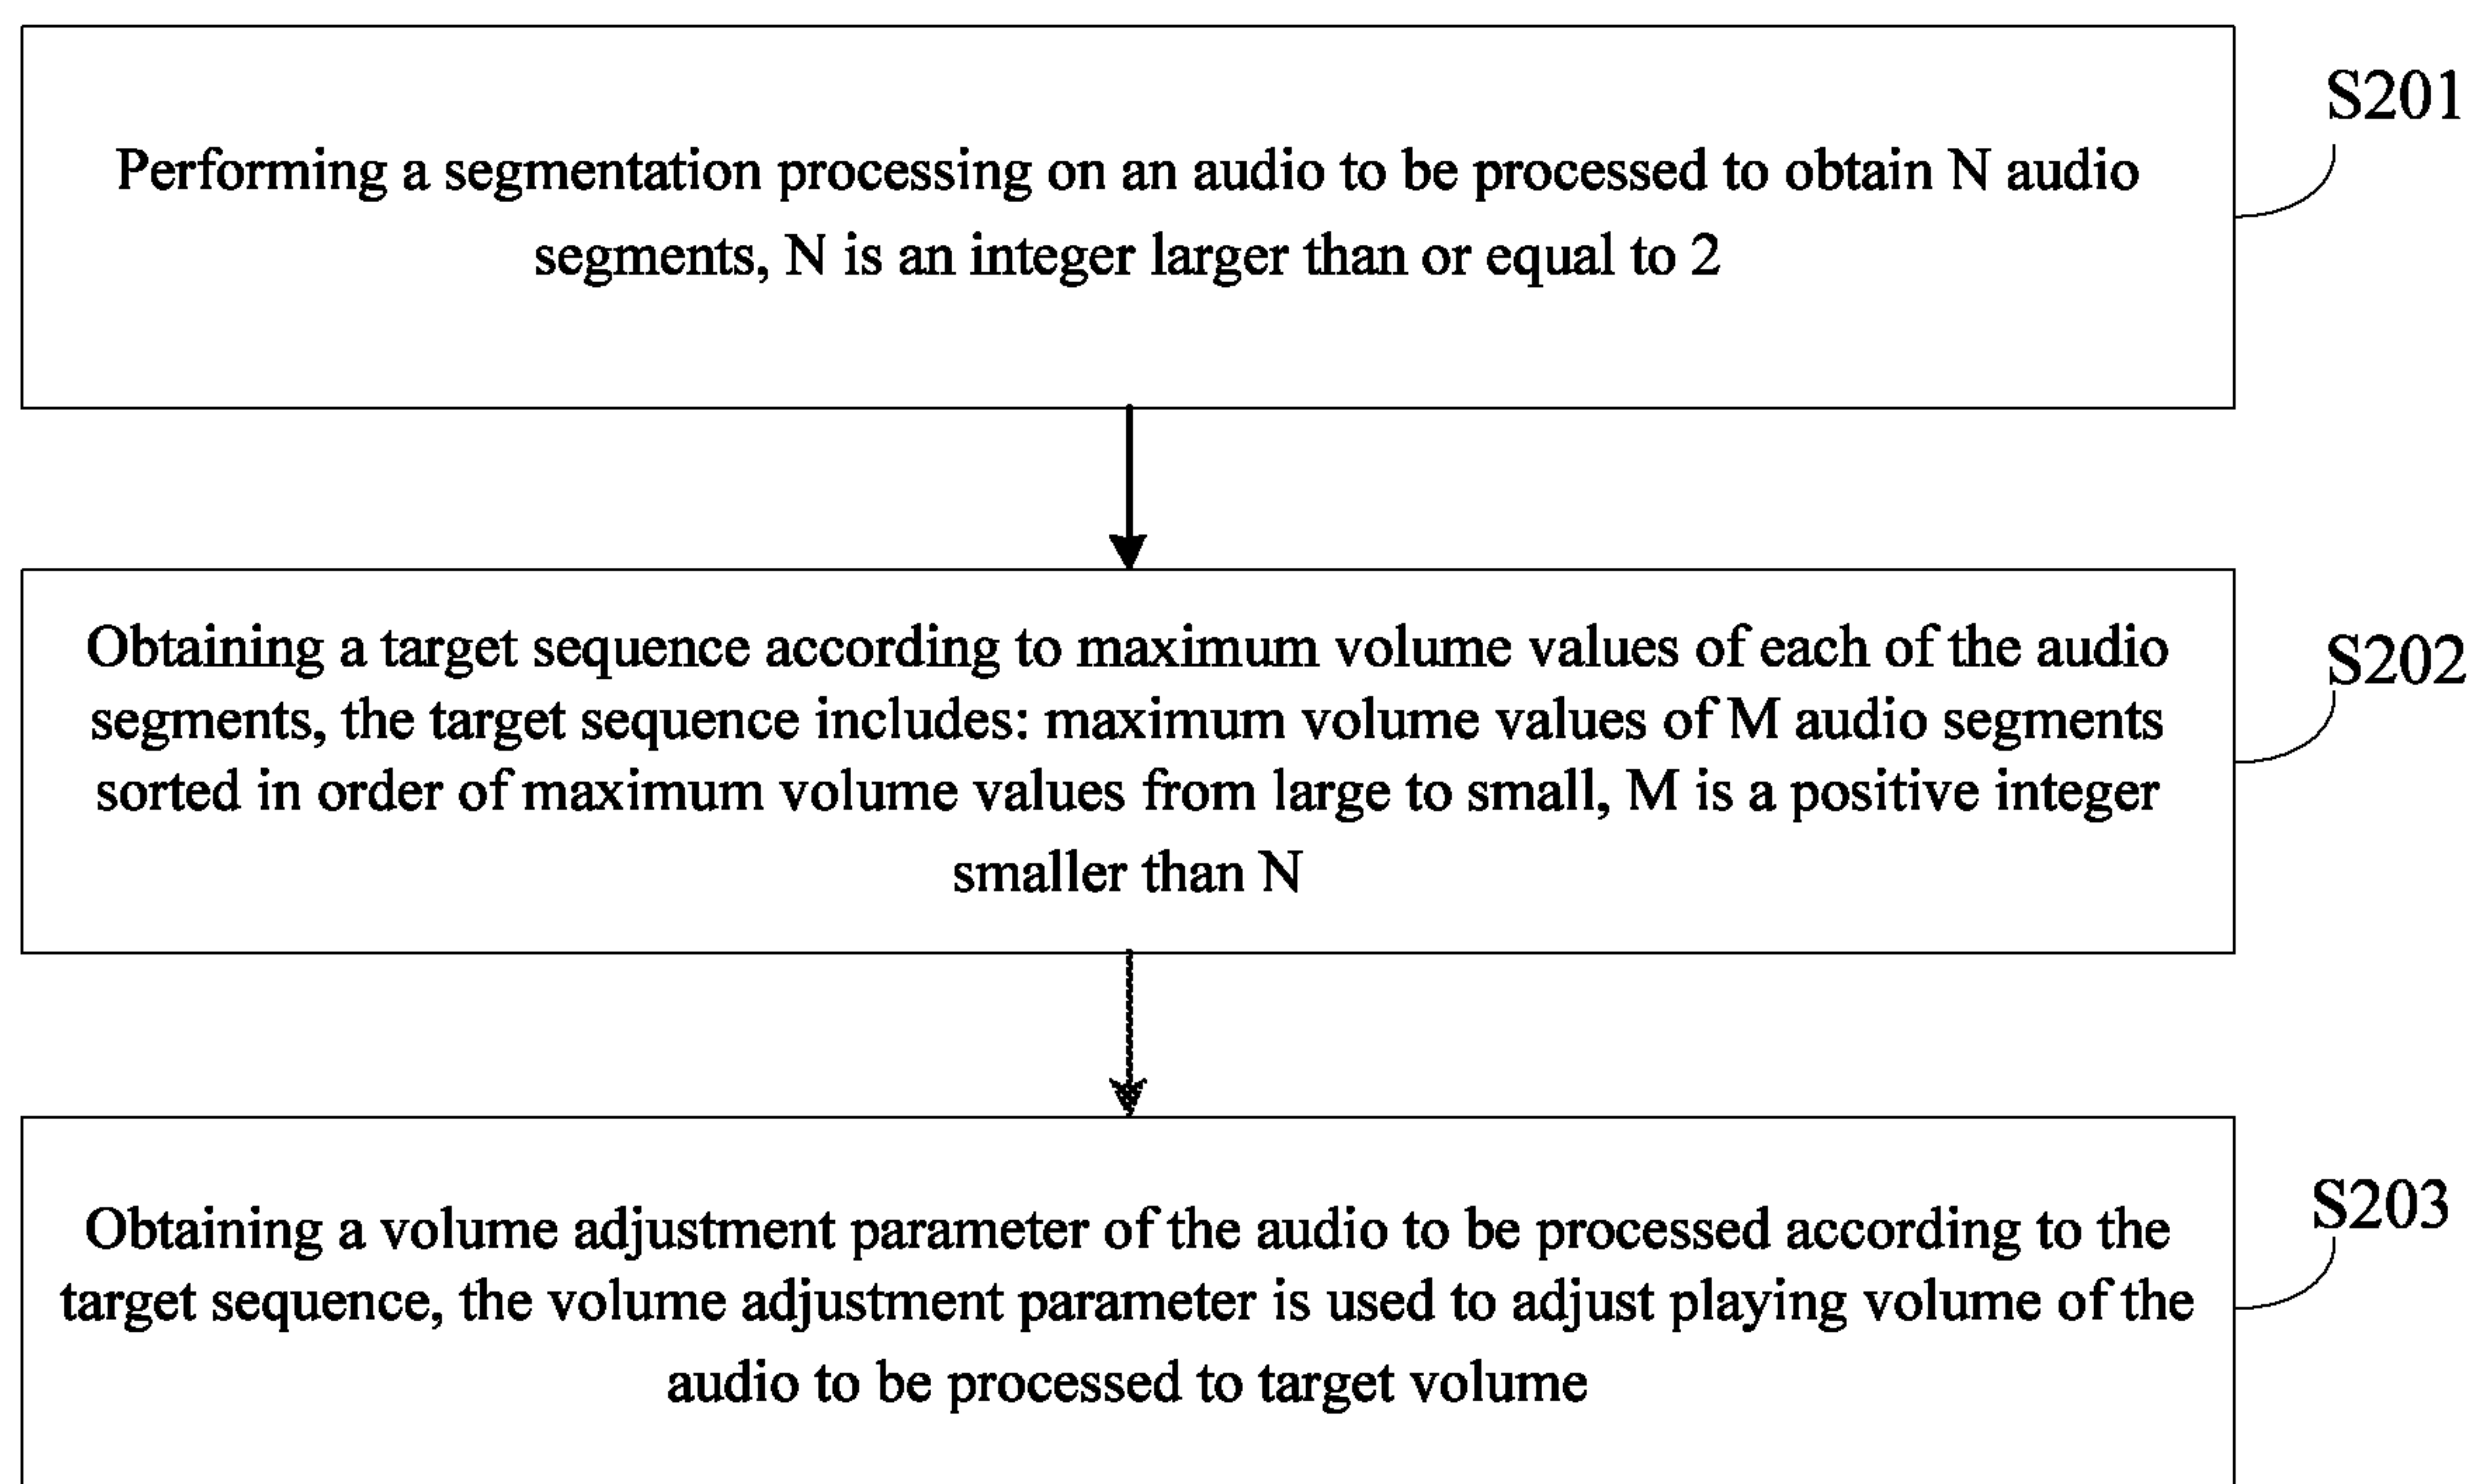 S201
Performing a segmentation processing on an audio to be processed to obtain N audio
segments, N is an integer larger than or equal to 2
S202
Obtaining a target sequence according to maximum volume values of each of the audio
segments, the target sequence includes: maximum volume values of M audio segments
sorted in order of maximum volume values from large to small, M is a positive integer
smaller than N
S203
Obtaining a volume adjustment parameter of the audio to be processed according to the
target sequence, the volume adjustment parameter is used to adjust playing volume of the
audio to be processed to target volume